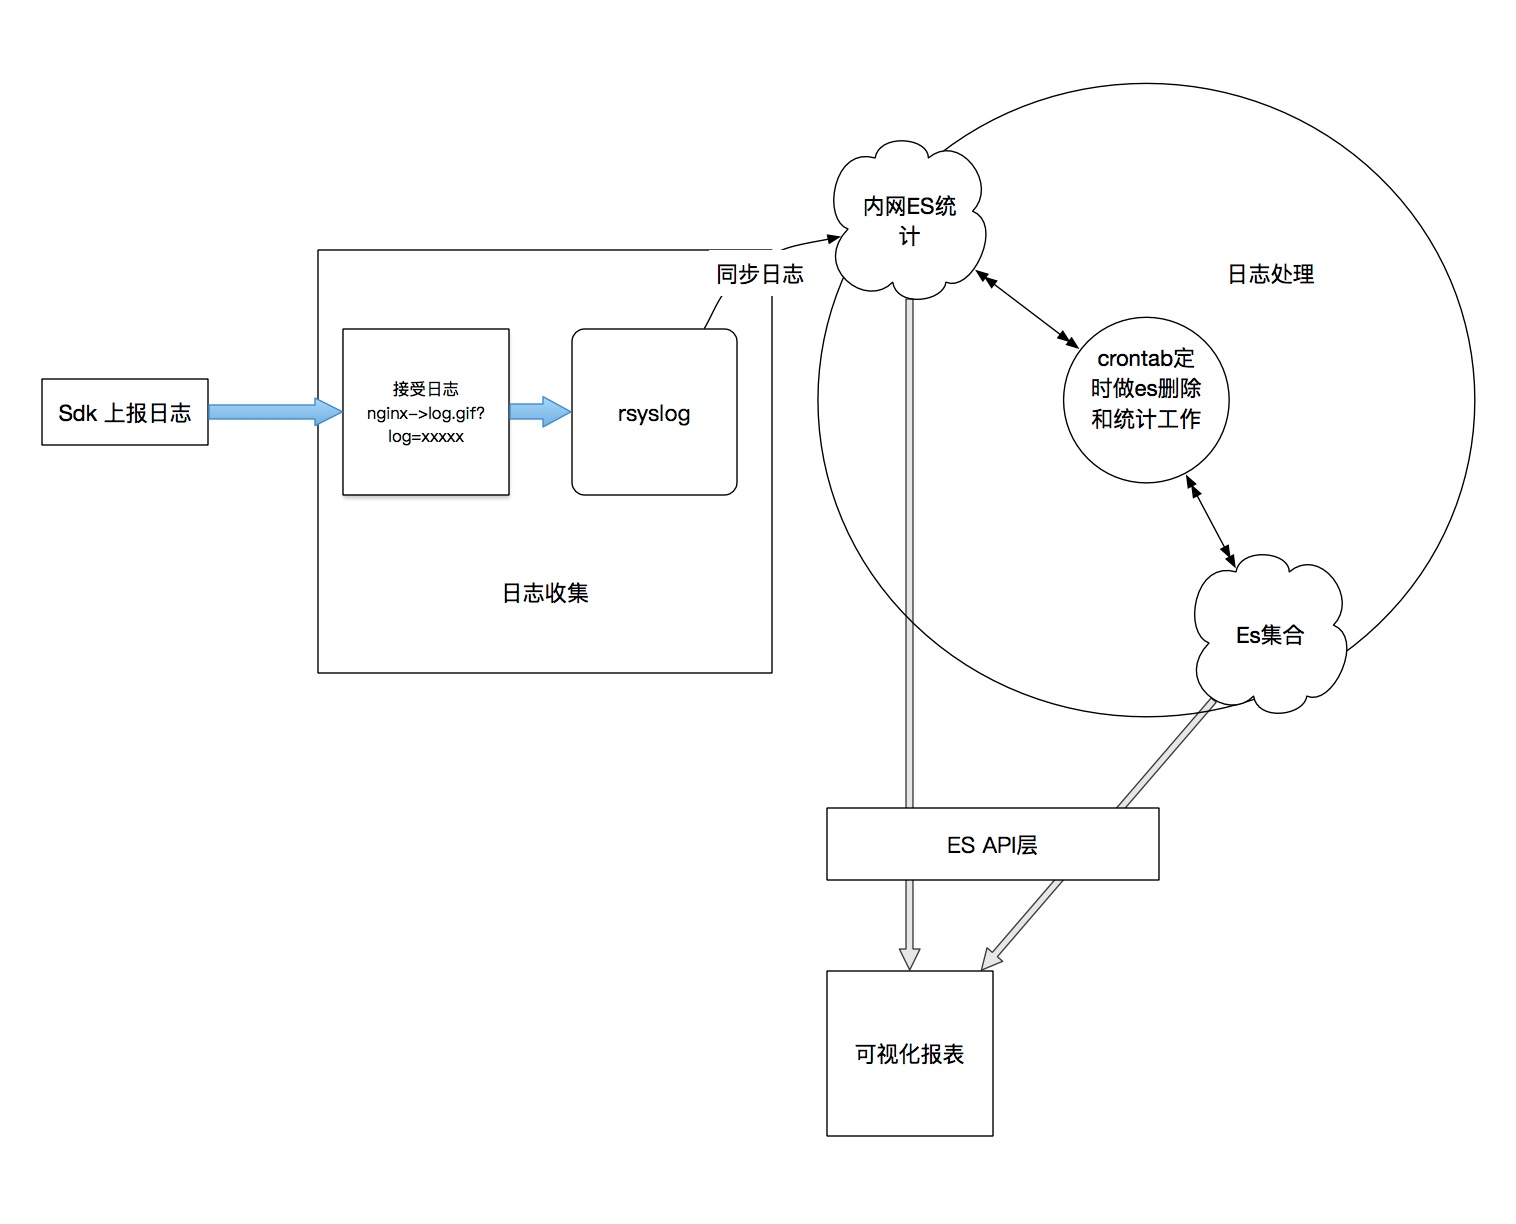 内网ES统
计
同步日志
日志处理
crontab定
时做es删除
和统计工作
Sdk 上报日志
接受日志
nginx->log.gif?
log=xxxxx
rsyslog
日志收集
Es集合
ES API层
可视化报表